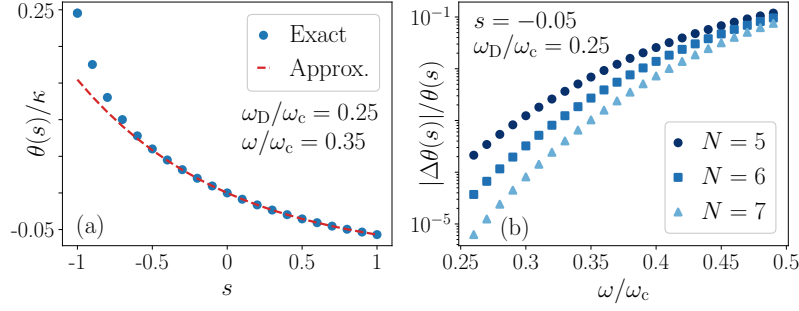 0.25
-0.05
θ(s)/κ
Exact
Approx.
ω_D/ω_c = 0.25
ω/ω_c = 0.35
(a)
-1 -0.5 0 0.5 1
s
10⁻¹
10⁻⁵
|Δθ(s)|/θ(s)
s = −0.05
ω_D/ω_c = 0.25
N = 5
N = 6
N = 7
(b)
0.25 0.3 0.35 0.4 0.45 0.5
ω/ω_c